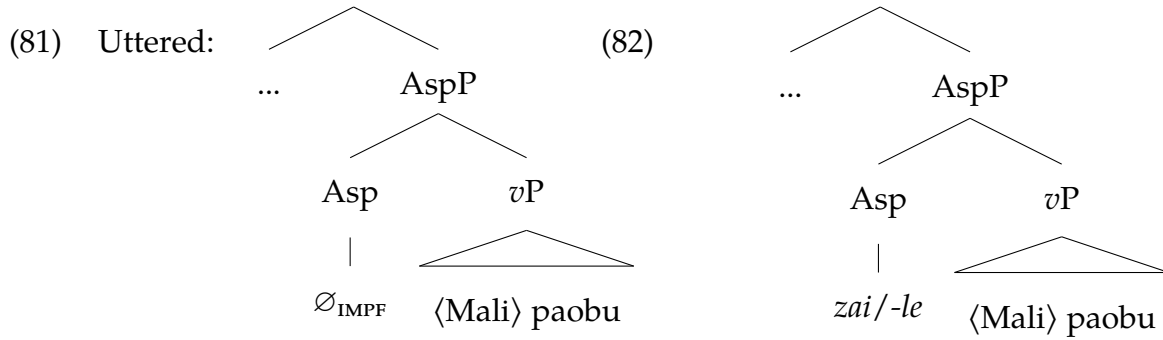 (81) Uttered: (82)
... AspP ... AspP
Asp vP Asp vP
∅IMPF ⟨Mali⟩ paobu zai/-le ⟨Mali⟩ paobu